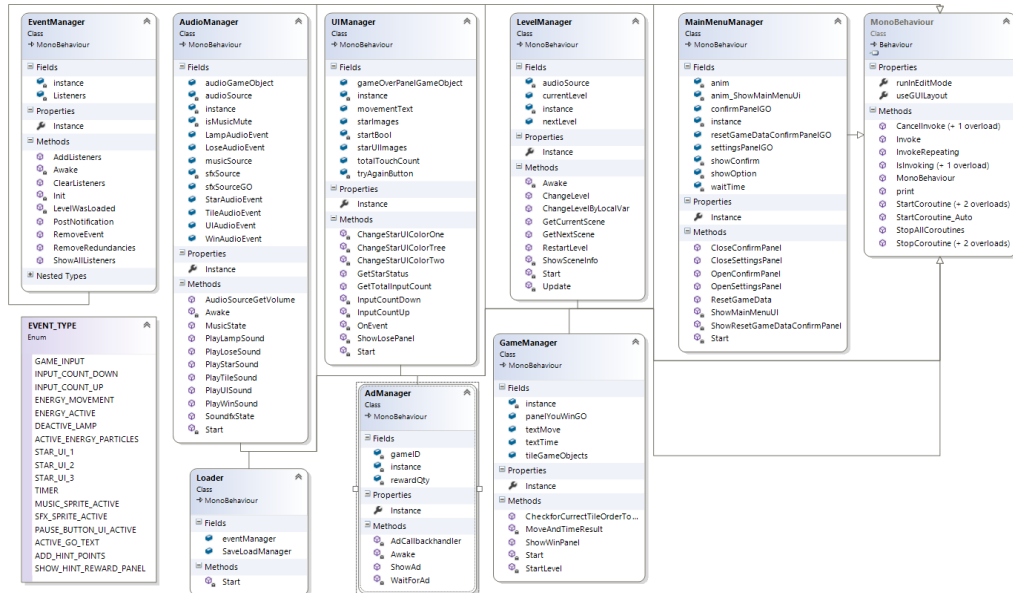 EventManager
Class
MonoBehaviour
Fields
instance
Listeners
Properties
Instance
Methods
AddListeners
Awake
ClearListeners
Init
LevelWasLoaded
PostNotification
RemoveEvent
RemoveRedundancies
ShowAllListeners
Nested Types
EVENT_TYPE
Enum
GAME_INPUT
INPUT_COUNT_DOWN
INPUT_COUNT_UP
ENERGY_MOVEMENT
ENERGY_ACTIVE
DEACTIVE_LAMP
ACTIVE_ENERGY_PARTICLES
STAR_UI_1
STAR_UI_2
STAR_UI_3
TIMER
MUSIC_SPRITE_ACTIVE
SFX_SPRITE_ACTIVE
PAUSE_BUTTON_UI_ACTIVE
ACTIVE_GO_TEXT
ADD_HINT_POINTS
SHOW_HINT_REWARD_PANEL
AudioManager
Class
MonoBehaviour
Fields
audioGameObject
audioSource
instance
isMusicMute
LampAudioEvent
LoseAudioEvent
musicSource
sfxSource
sfxSourceGO
StarAudioEvent
TileAudioEvent
UIAudioEvent
WinAudioEvent
Properties
Instance
Methods
AudioSourceGetVolume
Awake
MusicState
PlayLampSound
PlayLoseSound
PlayStarSound
PlayTileSound
PlayUISound
PlayWinSound
SoundfxState
Start
Loader
Class
MonoBehaviour
Fields
eventManager
SaveLoadManager
Methods
Start
UIManager
Class
MonoBehaviour
Fields
gameOverPanelGameObject
instance
movementText
starImages
startBool
starUIImages
totalTouchCount
tryAgainButton
Properties
Instance
Methods
ChangeStarUIColorOne
ChangeStarUIColorTree
ChangeStarUIColorTwo
GetStarStatus
GetTotalInputCount
InputCountDown
InputCountUp
OnEvent
ShowLosePanel
Start
AdManager
Class
MonoBehaviour
Fields
gameID
instance
rewardQty
Properties
Instance
Methods
AdCallbackhandler
Awake
ShowAd
WaitForAd
LevelManager
Class
MonoBehaviour
Fields
audioSource
currentLevel
instance
nextLevel
Properties
Instance
Methods
Awake
ChangeLevel
ChangeLevelByLocalVar
GetCurrentScene
GetNextScene
RestartLevel
ShowSceneInfo
Start
Update
GameManager
Class
MonoBehaviour
Fields
instance
panelYouWinGO
textMove
textTime
tileGameObjects
Properties
Instance
Methods
CheckforCurrectTileOrderTo...
MoveAndTimeResult
ShowWinPanel
Start
StartLevel
MainMenuManager
Class
MonoBehaviour
Fields
anim
anim_ShowMainMenuUi
confirmPanelGO
instance
resetGameDataConfirmPanelGO
settingsPanelGO
showConfirm
showOption
waitTime
Properties
Instance
Methods
CloseConfirmPanel
CloseSettingsPanel
OpenConfirmPanel
OpenSettingsPanel
ResetGameData
ShowMainMenuUI
ShowResetGameDataConfirmPanel
Start
MonoBehaviour
Class
Behaviour
Properties
runInEditMode
useGUILayout
Methods
CancelInvoke (+ 1 overload)
Invoke
InvokeRepeating
IsInvoking (+ 1 overload)
MonoBehaviour
print
StartCoroutine (+ 2 overloads)
StartCoroutine_Auto
StopAllCoroutines
StopCoroutine (+ 2 overloads)